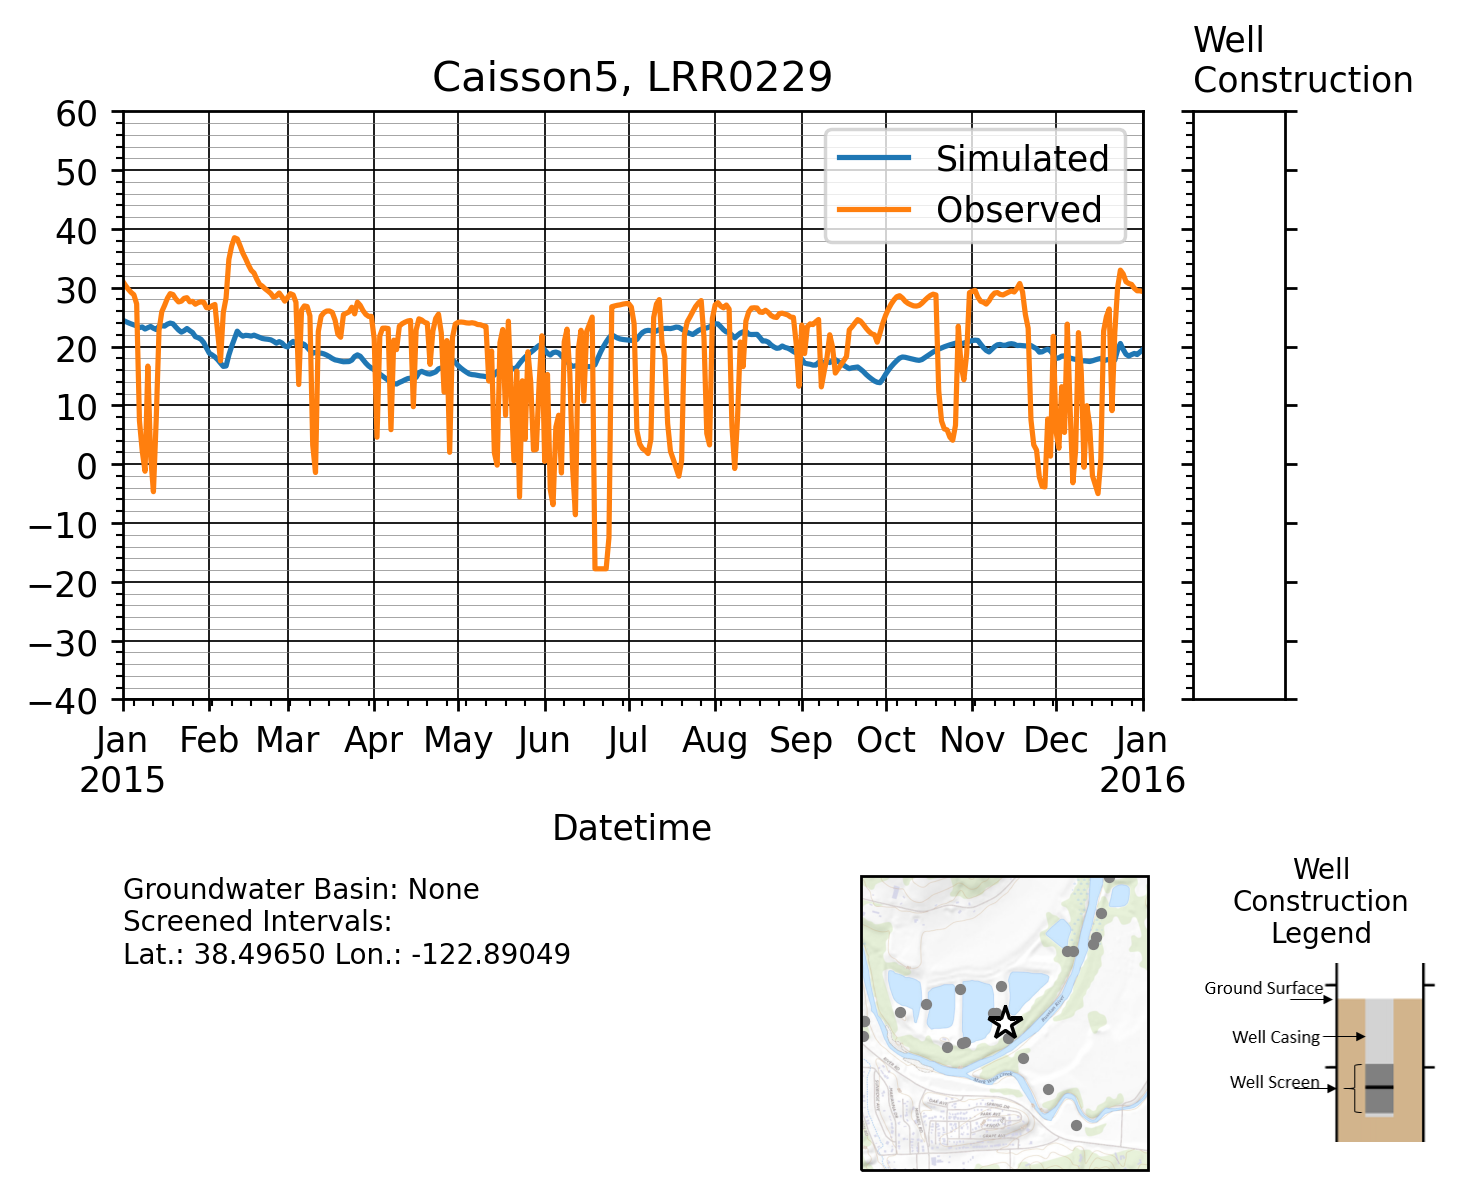 Well
Construction
Caisson5, LRR0229
60
50
40
30
20
10
0
−10
−20
−30
−40
Simulated
Observed
Jan Feb Mar Apr May Jun Jul Aug Sep Oct Nov Dec Jan
2015 2016
Datetime
Groundwater Basin: None
Screened Intervals:
Lat.: 38.49650 Lon.: -122.89049
Well
Construction
Legend
Ground Surface
Well Casing
Well Screen